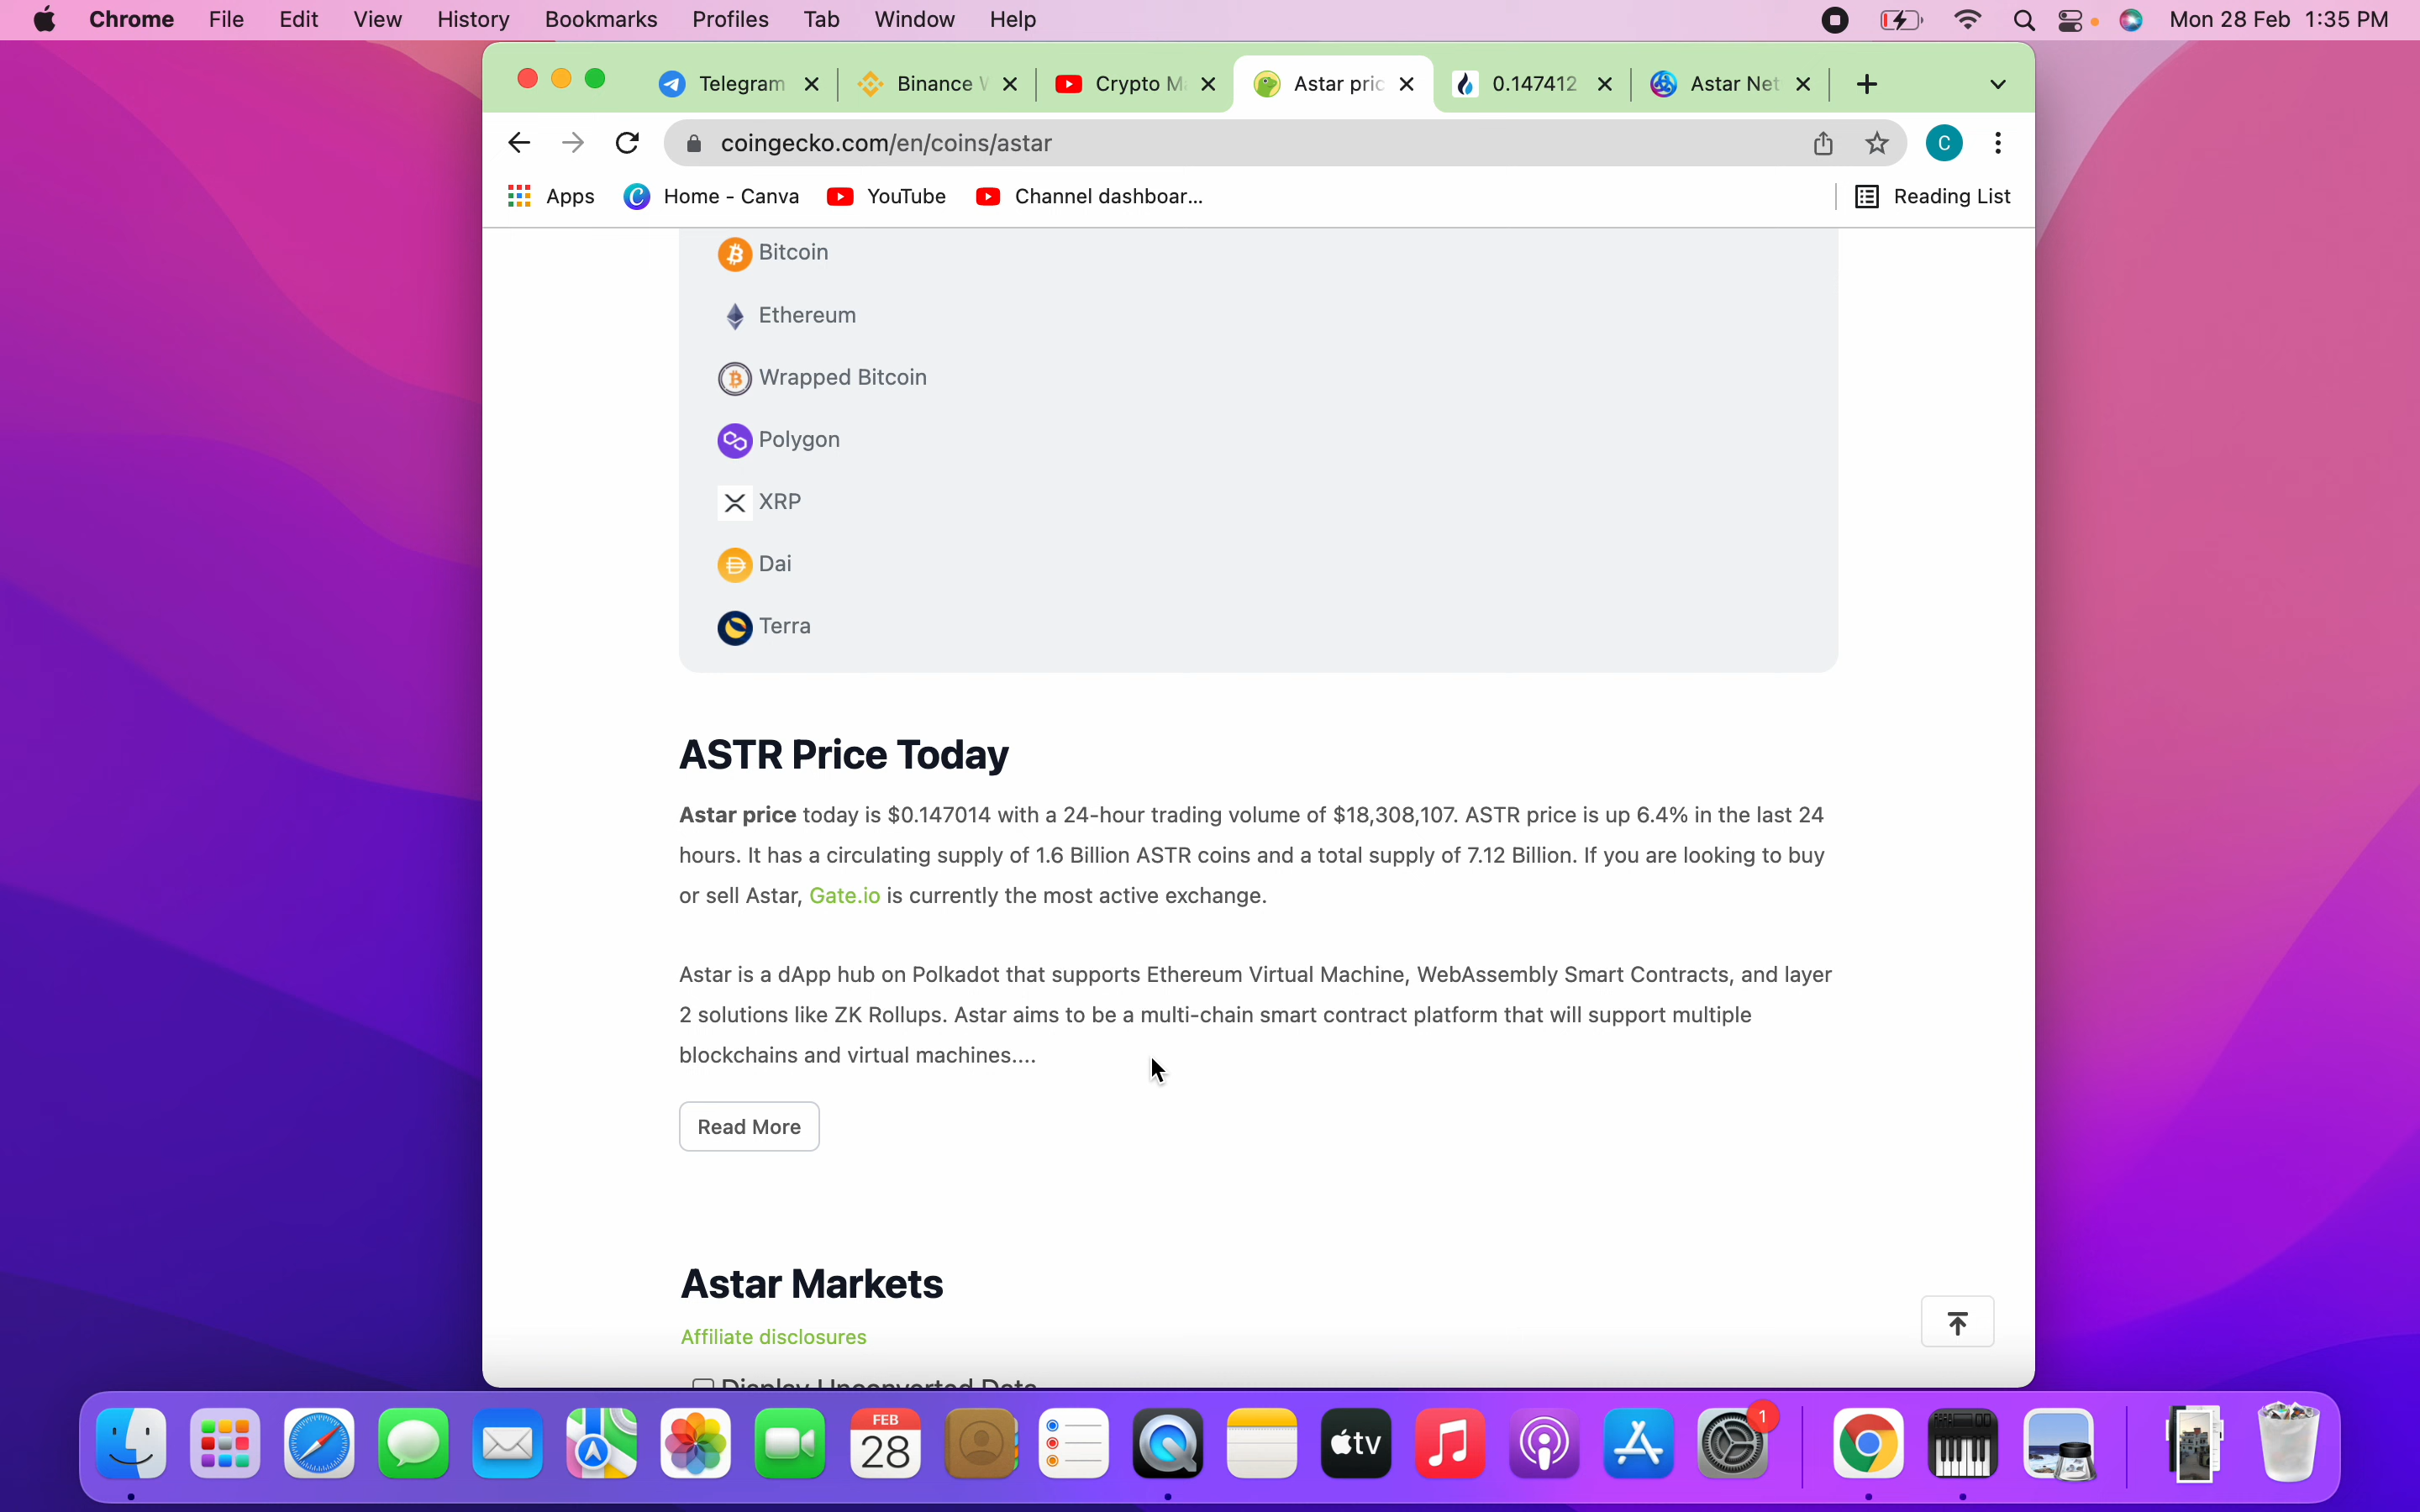 Chrome File Edit View History Bookmarks Profiles Tab Window Help Mon 28 Feb 1:35 PM
Telegram Binance Crypto Astar 0.147412 Astar Net
coingecko.com/en/coins/astar C
Apps Home - Canva YouTube Channel dashboar... Reading List
Bitcoin
Ethereum
Wrapped Bitcoin
Polygon
XRP
Dai
Terra
ASTR Price Today
Astar price today is $0.147014 with a 24-hour trading volume of $18,308,107. ASTR price is up 6.4% in the last 24
hours. It has a circulating supply of 1.6 Billion ASTR coins and a total supply of 7.12 Billion. If you are looking to buy
or sell Astar, Gate.io is currently the most active exchange.
Astar is a dApp hub on Polkadot that supports Ethereum Virtual Machine, WebAssembly Smart Contracts, and layer
2 solutions like ZK Rollups. Astar aims to be a multi-chain smart contract platform that will support multiple
blockchains and virtual machines....
Read More
Astar Markets
Affiliate disclosures
FEB
28
tv
1